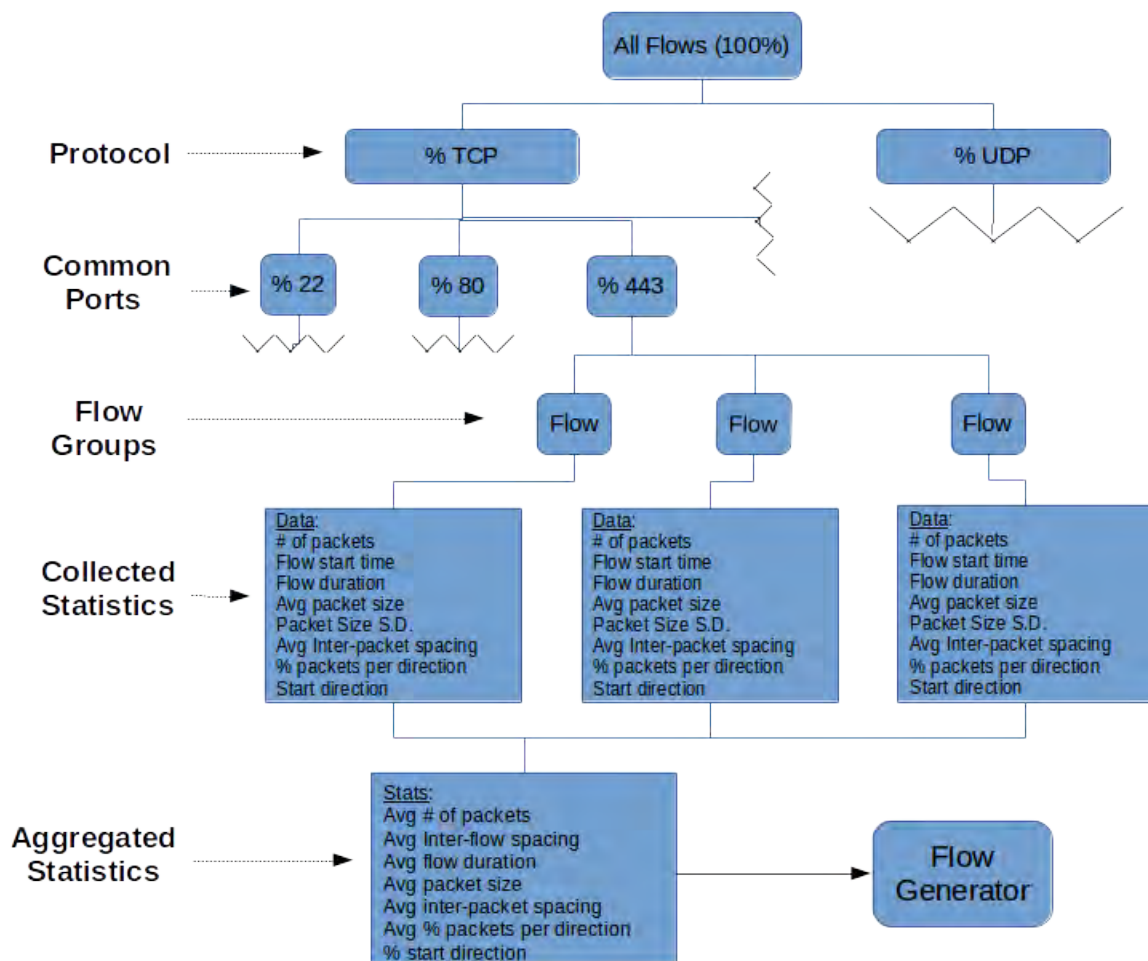 All Flows (100%)
Protocol
% TCP
% UDP
Common
Ports
% 22
% 80
% 443
Flow
Groups
Flow
Flow
Flow
Collected
Statistics
Data:
# of packets
Flow start time
Flow duration
Avg packet size
Packet Size S.D.
Avg Inter-packet spacing
% packets per direction
Start direction
Data:
# of packets
Flow start time
Flow duration
Avg packet size
Packet Size S.D.
Avg Inter-packet spacing
% packets per direction
Start direction
Data:
# of packets
Flow start time
Flow duration
Avg packet size
Packet Size S.D.
Avg Inter-packet spacing
% packets per direction
Start direction
Aggregated
Statistics
Stats:
Avg # of packets
Avg Inter-flow spacing
Avg flow duration
Avg packet size
Avg inter-packet spacing
Avg % packets per direction
% start direction
Flow
Generator